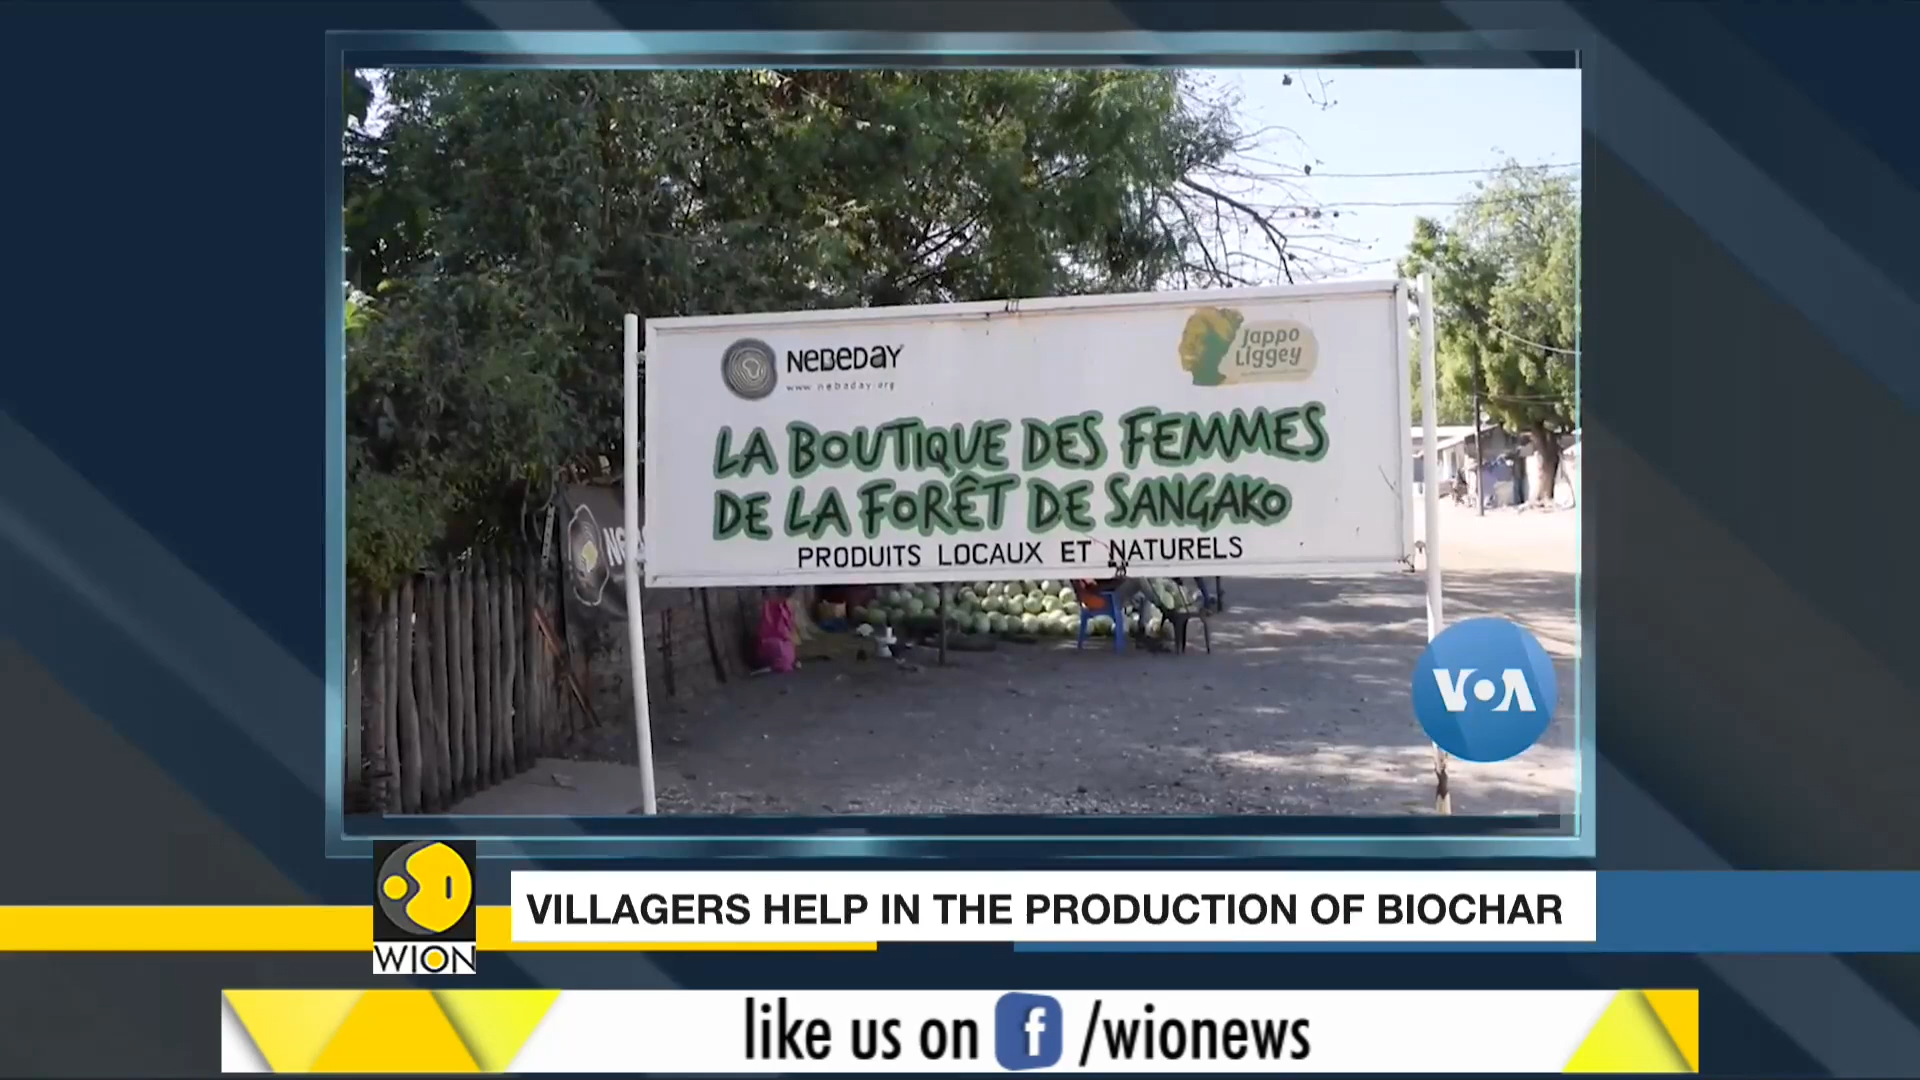 NEBEDAY
www.nebeday.org
Jappo
Liggey
LA BOUTIQUE DES FEMMES
DE LA FORÊT DE SANGAKO
PRODUITS LOCAUX ET NATURELS
VOA
VILLAGERS HELP IN THE PRODUCTION OF BIOCHAR
WION
like us on f /wionews